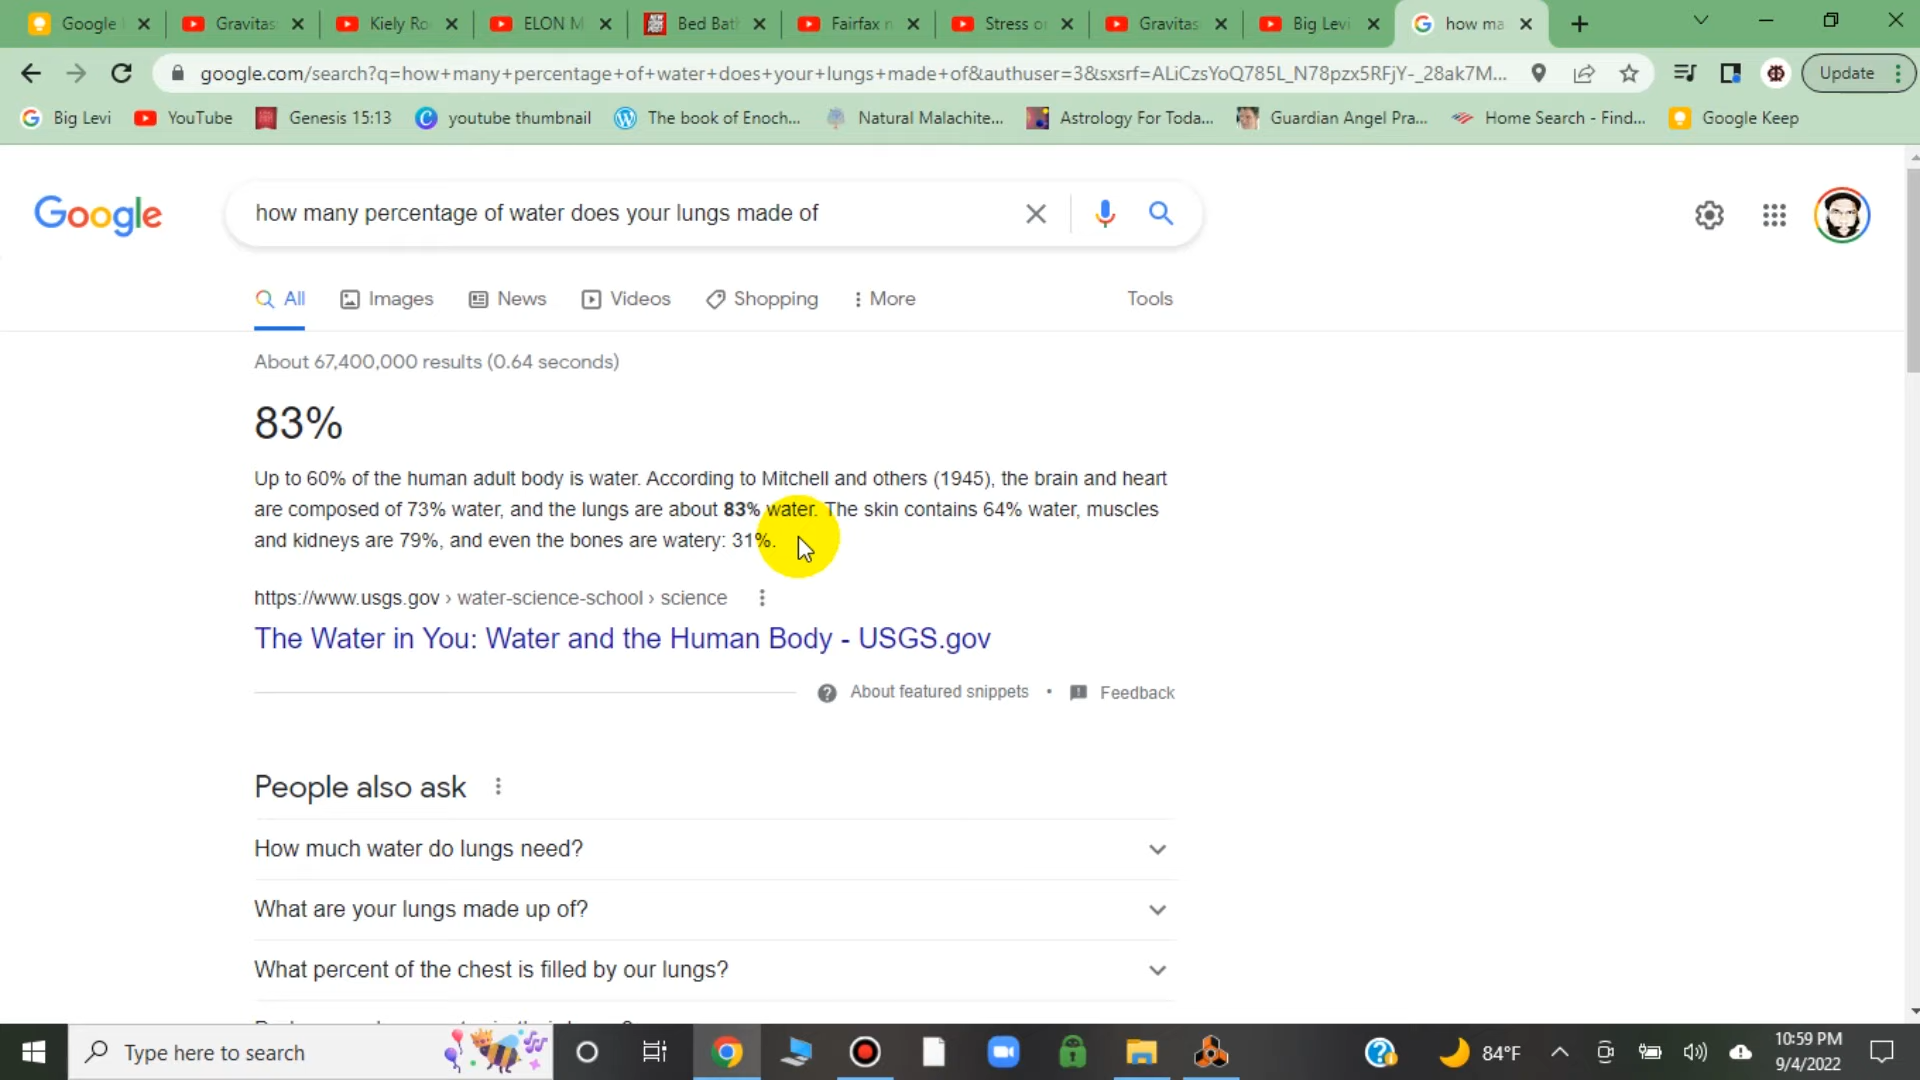 Google
Gravitas
Kiely Ro
ELON M
Bed Bat
Fairfax n
Stress or
Gravitas
Big Levi
how ma
google.com/search?q=how+many+percentage+of+water+does+your+lungs+made+of&authuser=3&sxsrf=ALiCzsYoQ785L_N78pzx5RFjY-_28ak7M...
Update
Big Levi
YouTube
Genesis 15:13
youtube thumbnail
The book of Enoch...
Natural Malachite...
Astrology For Toda...
Guardian Angel Pra...
Home Search - Find...
Google Keep
Google
how many percentage of water does your lungs made of
All
Images
News
Videos
Shopping
More
Tools
About 67,400,000 results (0.64 seconds)
83%
Up to 60% of the human adult body is water. According to Mitchell and others (1945), the brain and heart
are composed of 73% water, and the lungs are about 83% water. The skin contains 64% water, muscles
and kidneys are 79%, and even the bones are watery: 31%.
https://www.usgs.gov › water-science-school › science
The Water in You: Water and the Human Body - USGS.gov
About featured snippets • Feedback
People also ask
How much water do lungs need?
What are your lungs made up of?
What percent of the chest is filled by our lungs?
Type here to search
84°F
10:59 PM
9/4/2022